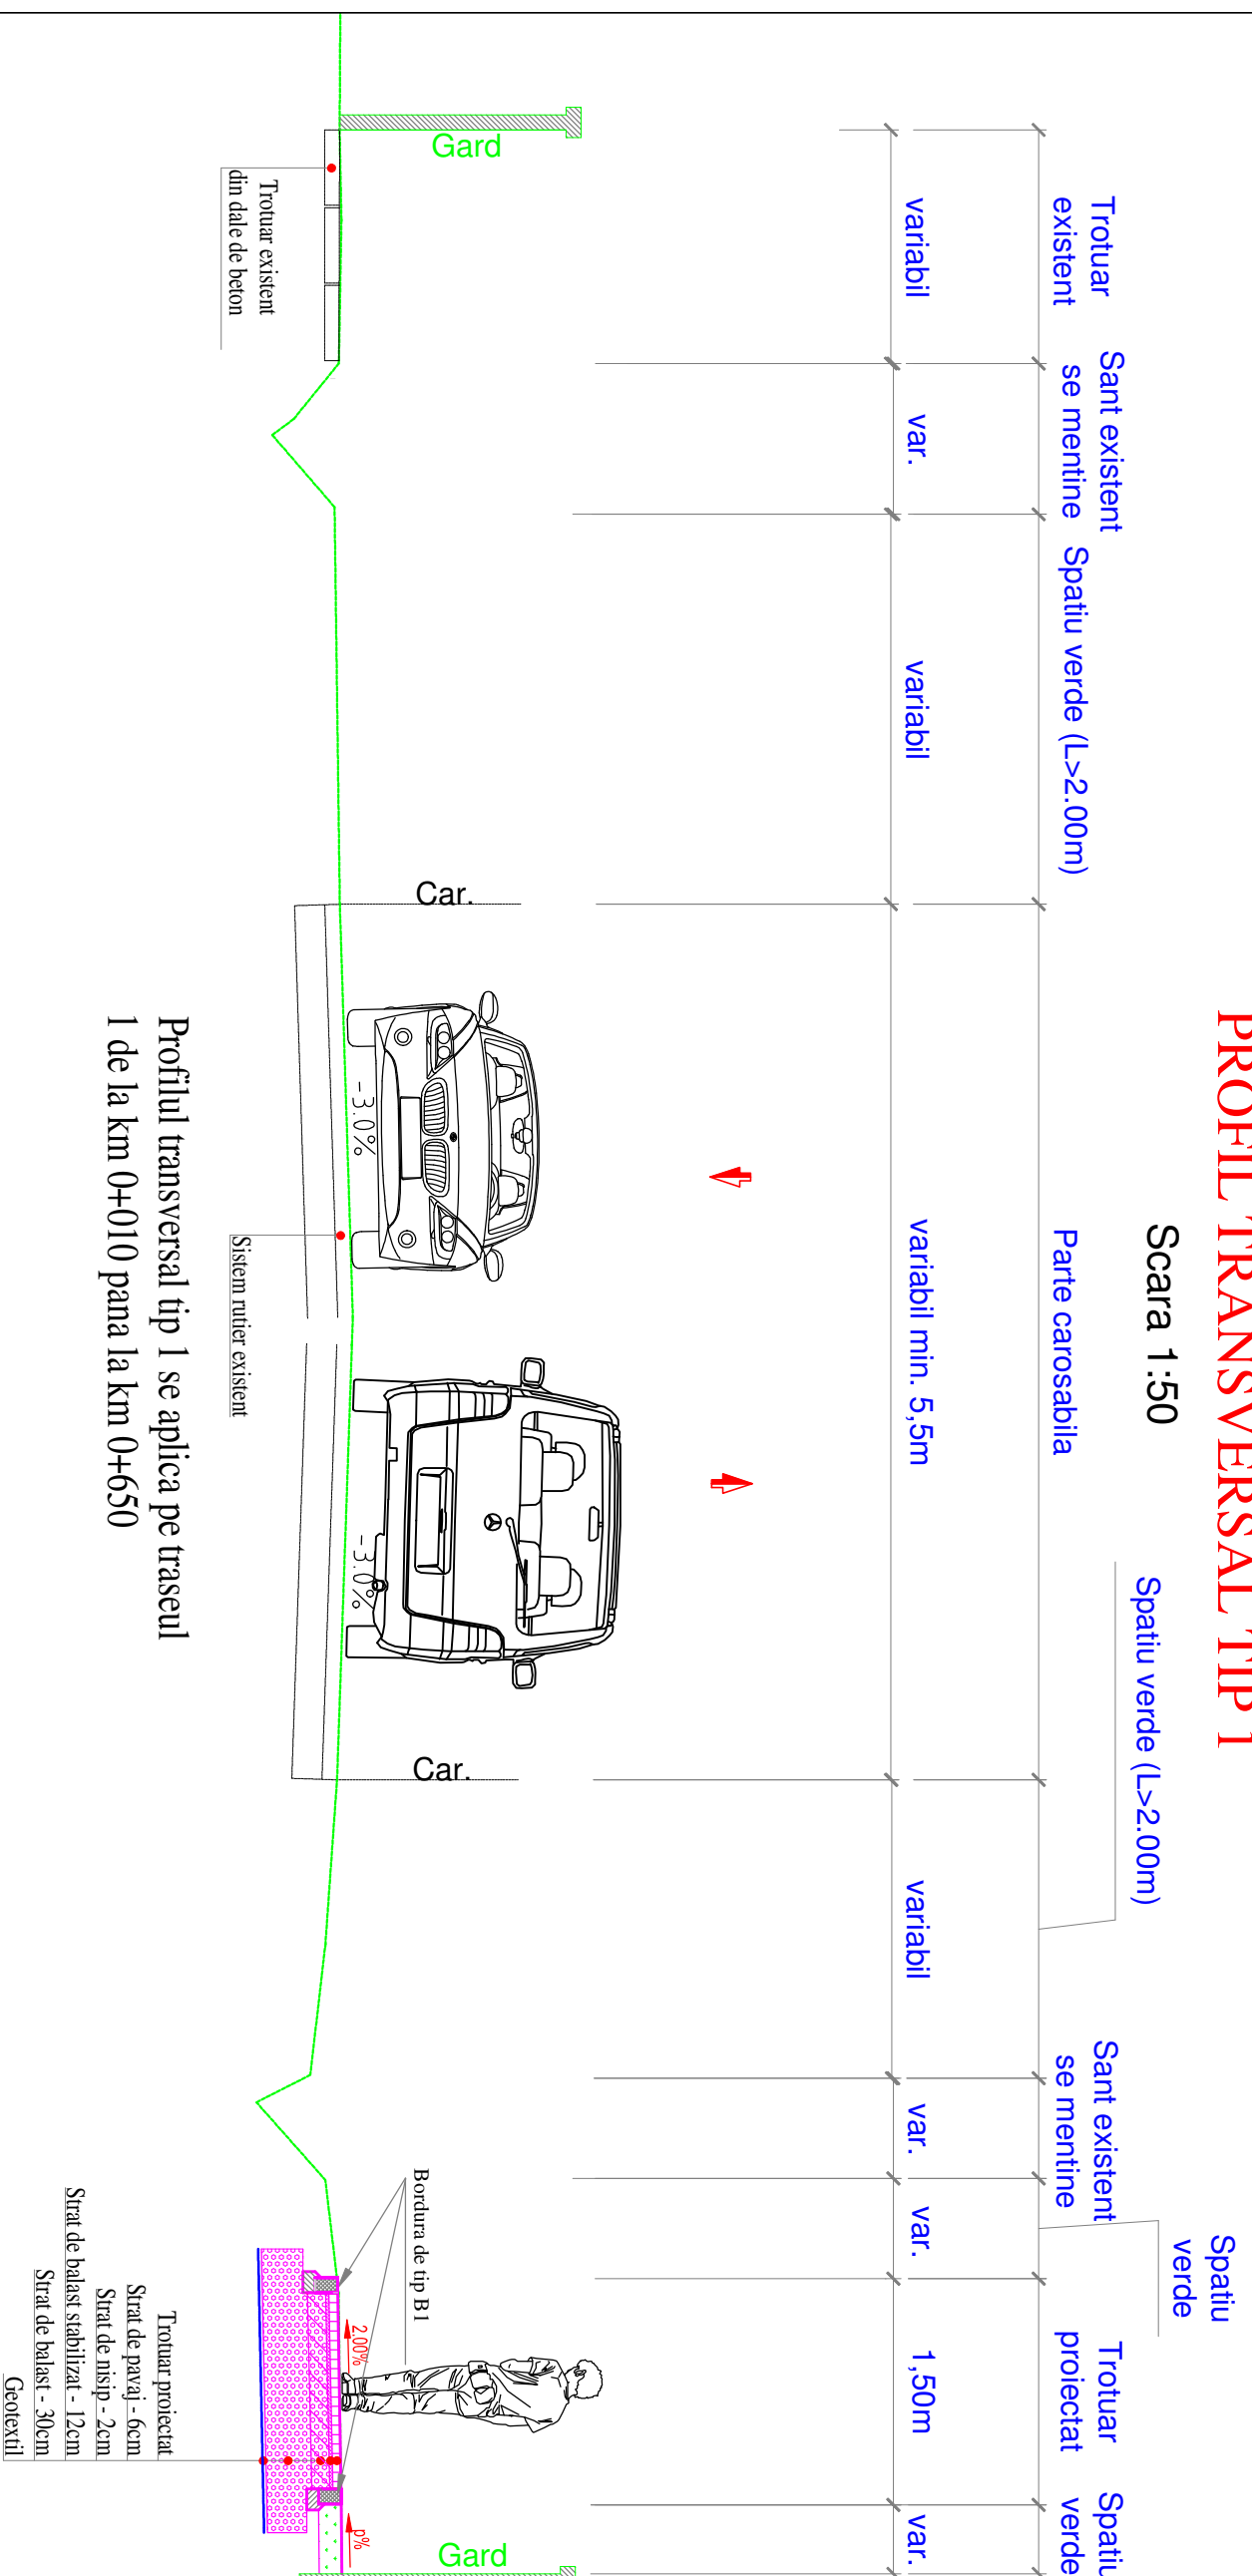 PROFIL TRANSVERSAL TIP 1
Scara 1:50
Spatiu verde (L>2.00m)
Spatiu
verde
Trotuar
existent
Sant existent
se mentine
Spatiu verde (L>2.00m)
Parte carosabila
Sant existent
se mentine
Trotuar
proiectat
Spatiu
verde
variabil
var.
variabil
variabil min. 5,5m
variabil
var.
var.
1,50m
var.
Gard
Car.
Car.
Gard
-3.0%
-3.0%
Bordura de tip B1
2.00%
p%
Trotuar existent
din dale de beton
Sistem rutier existent
Profilul transversal tip 1 se aplica pe traseul
1 de la km 0+010 pana la km 0+650
Trotuar proiectat
Strat de pavaj - 6cm
Strat de nisip - 2cm
Strat de balast stabilizat - 12cm
Strat de balast - 30cm
Geotextil